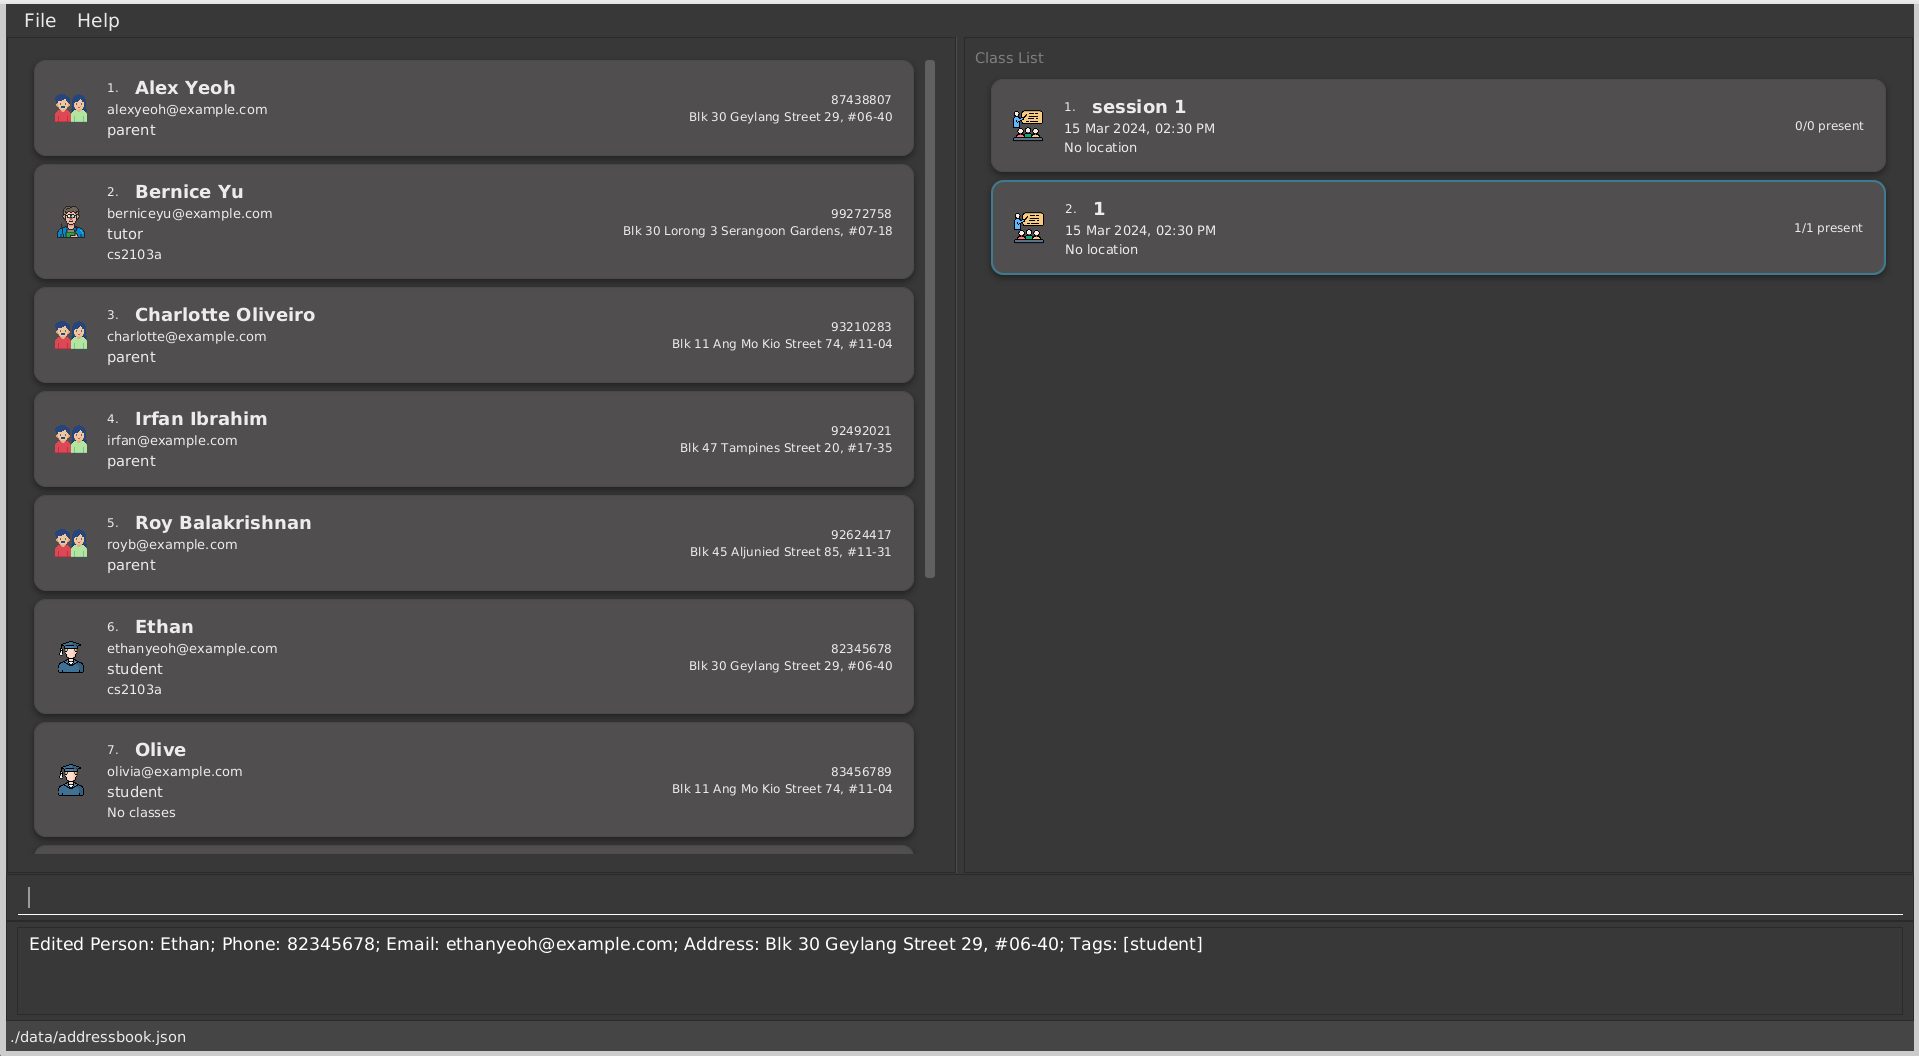 File Help
1. Alex Yeoh
alexyeoh@example.com
parent
87438807
Blk 30 Geylang Street 29, #06-40
2. Bernice Yu
berniceyu@example.com
tutor
cs2103a
99272758
Blk 30 Lorong 3 Serangoon Gardens, #07-18
3. Charlotte Oliveiro
charlotte@example.com
parent
93210283
Blk 11 Ang Mo Kio Street 74, #11-04
4. Irfan Ibrahim
irfan@example.com
parent
92492021
Blk 47 Tampines Street 20, #17-35
5. Roy Balakrishnan
royb@example.com
parent
92624417
Blk 45 Aljunied Street 85, #11-31
6. Ethan
ethanyeoh@example.com
student
cs2103a
82345678
Blk 30 Geylang Street 29, #06-40
7. Olive
olivia@example.com
student
No classes
83456789
Blk 11 Ang Mo Kio Street 74, #11-04
Class List
1. session 1
15 Mar 2024, 02:30 PM
No location
0/0 present
2. 1
15 Mar 2024, 02:30 PM
No location
1/1 present
Edited Person: Ethan; Phone: 82345678; Email: ethanyeoh@example.com; Address: Blk 30 Geylang Street 29, #06-40; Tags: [student]
./data/addressbook.json